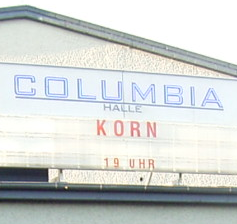 COLUMBIA
HALLE
KORN
19 UHR